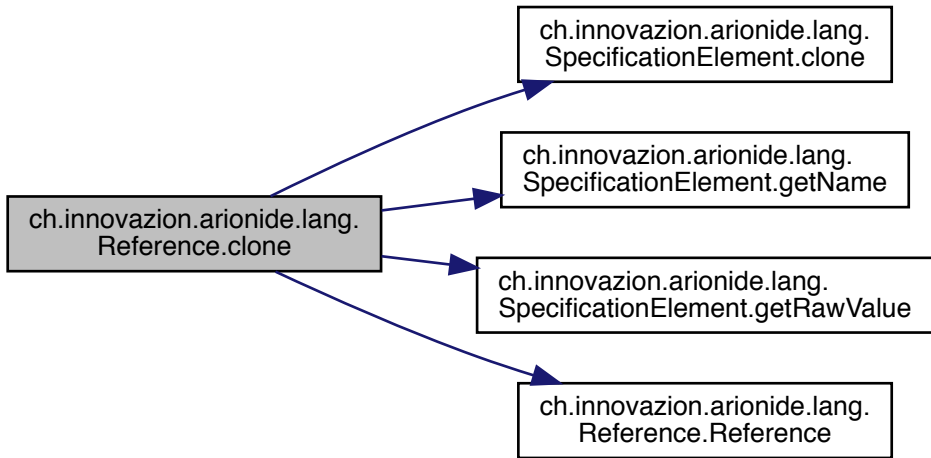 ch.innovazion.arionide.lang.
SpecificationElement.clone
ch.innovazion.arionide.lang.
SpecificationElement.getName
ch.innovazion.arionide.lang.
Reference.clone
ch.innovazion.arionide.lang.
SpecificationElement.getRawValue
ch.innovazion.arionide.lang.
Reference.Reference